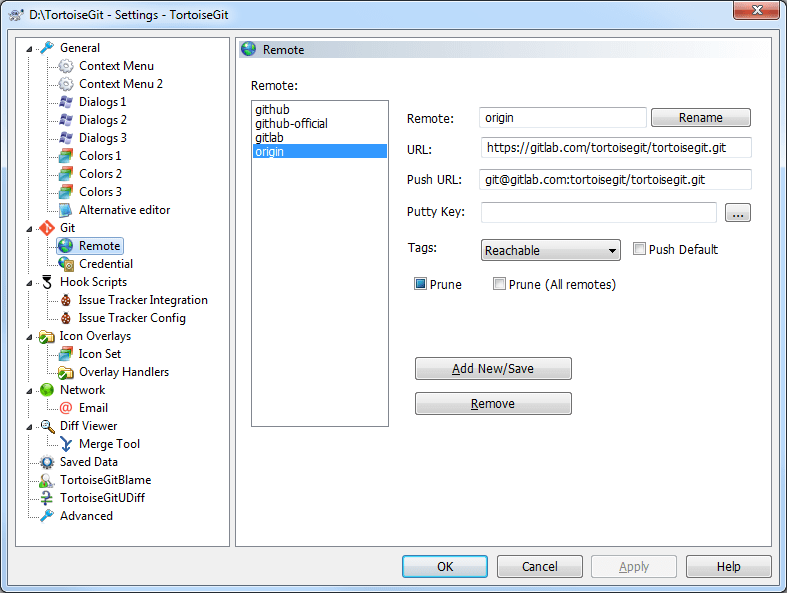 D:\TortoiseGit - Settings - TortoiseGit
General
Context Menu
Context Menu 2
Dialogs 1
Dialogs 2
Dialogs 3
Colors 1
Colors 2
Colors 3
Alternative editor
Git
Remote
Credential
Hook Scripts
Issue Tracker Integration
Issue Tracker Config
Icon Overlays
Icon Set
Overlay Handlers
Network
Email
Diff Viewer
Merge Tool
Saved Data
TortoiseGitBlame
TortoiseGitUDiff
Advanced
Remote
Remote:
github
github-official
gitlab
origin
Remote: origin Rename
URL: https://gitlab.com/tortoisegit/tortoisegit.git
Push URL: git@gitlab.com:tortoisegit/tortoisegit.git
Putty Key: ...
Tags: Reachable Push Default
Prune Prune (All remotes)
Add New/Save
Remove
OK Cancel Apply Help